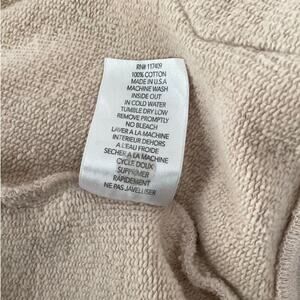 RN# 117409
100% COTTON
MADE IN U.S.A
MACHINE WASH
INSIDE OUT
IN COLD WATER
TUMBLE DRY LOW
REMOVE PROMPTLY
NO BLEACH
LAVER A LA MACHINE
INTERIEUR DEHORS
A L'EAU FROIDE
SECHER A LA MACHINE
CYCLE DOUX
SUPPRIMER
RAPIDEMENT
NE PAS JAVELLISER